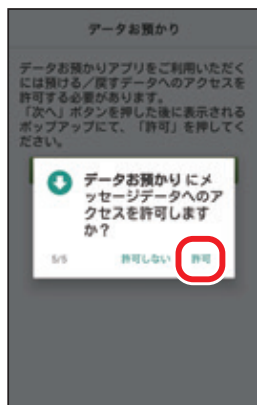 データお預かり
データお預かりアプリをご利用いただく
には預ける／戻すデータへのアクセスを
許可する必要があります。
「次へ」ボタンを押した後に表示される
ポップアップにて、「許可」を押してく
ださい。
データお預かり にメ
ッセージデータへのア
クセスを許可します
か？
5/5 許可しない 許可